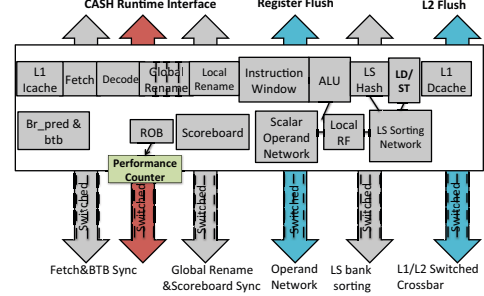 CASH Runtime Interface
Register Flush
L2 Flush
L1
Icache
Fetch
Decode
Global
Rename
Local
Rename
Instruction
Window
ALU
LS
Hash
LD/
ST
L1
Dcache
Br_pred &
btb
ROB
Scoreboard
Scalar
Operand
Network
Local
RF
LS Sorting
Network
Performance
Counter
Switched
Switched
Switched
Switched
Switched
Switched
Fetch&BTB Sync
Global Rename
&Scoreboard Sync
Operand
Network
LS bank
sorting
L1/L2 Switched
Crossbar